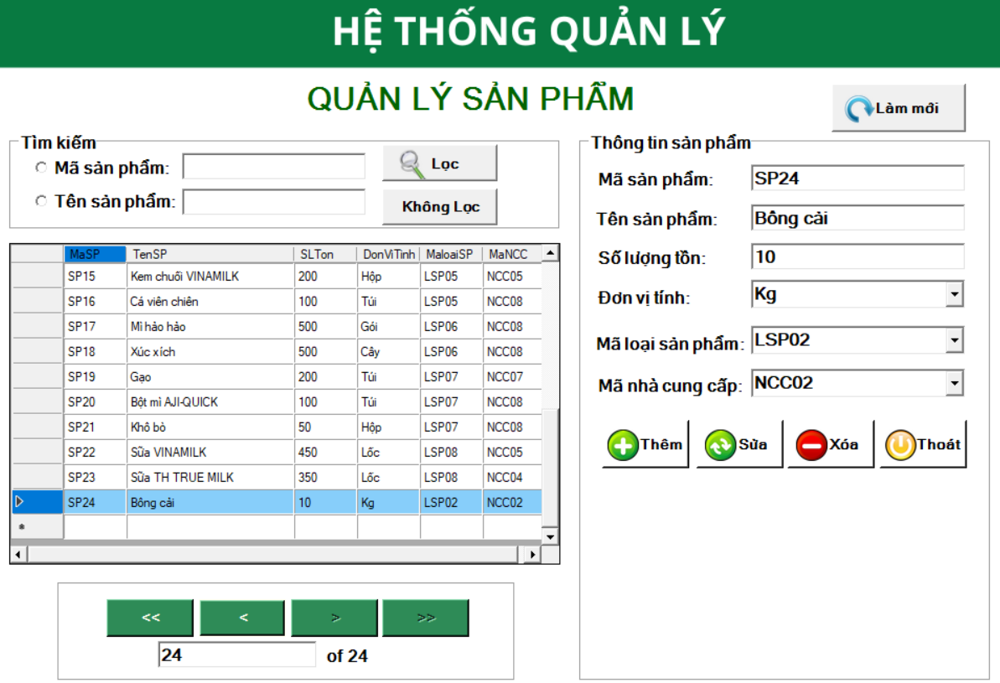 HỆ THỐNG QUẢN LÝ
QUẢN LÝ SẢN PHẨM
Làm mới
Tìm kiếm
Mã sản phẩm:
Lọc
Tên sản phẩm:
Không Lọc
MaSP TenSP SLTon DonViTinh MaloaiSP MaNCC
SP15 Kem chuối VINAMILK 200 Hộp LSP05 NCC05
SP16 Cá viên chiên 100 Túi LSP05 NCC08
SP17 Mì hảo hảo 500 Gói LSP06 NCC08
SP18 Xúc xích 500 Cây LSP06 NCC08
SP19 Gạo 200 Túi LSP07 NCC07
SP20 Bột mì AJI-QUICK 100 Túi LSP07 NCC08
SP21 Khô bò 50 Hộp LSP07 NCC08
SP22 Sữa VINAMILK 450 Lốc LSP08 NCC05
SP23 Sữa TH TRUE MILK 350 Lốc LSP08 NCC04
SP24 Bông cải 10 Kg LSP02 NCC02
<< < > >>
24 of 24
Thông tin sản phẩm
Mã sản phẩm: SP24
Tên sản phẩm: Bông cải
Số lượng tồn: 10
Đơn vị tính: Kg
Mã loại sản phẩm: LSP02
Mã nhà cung cấp: NCC02
Thêm Sửa Xóa Thoát